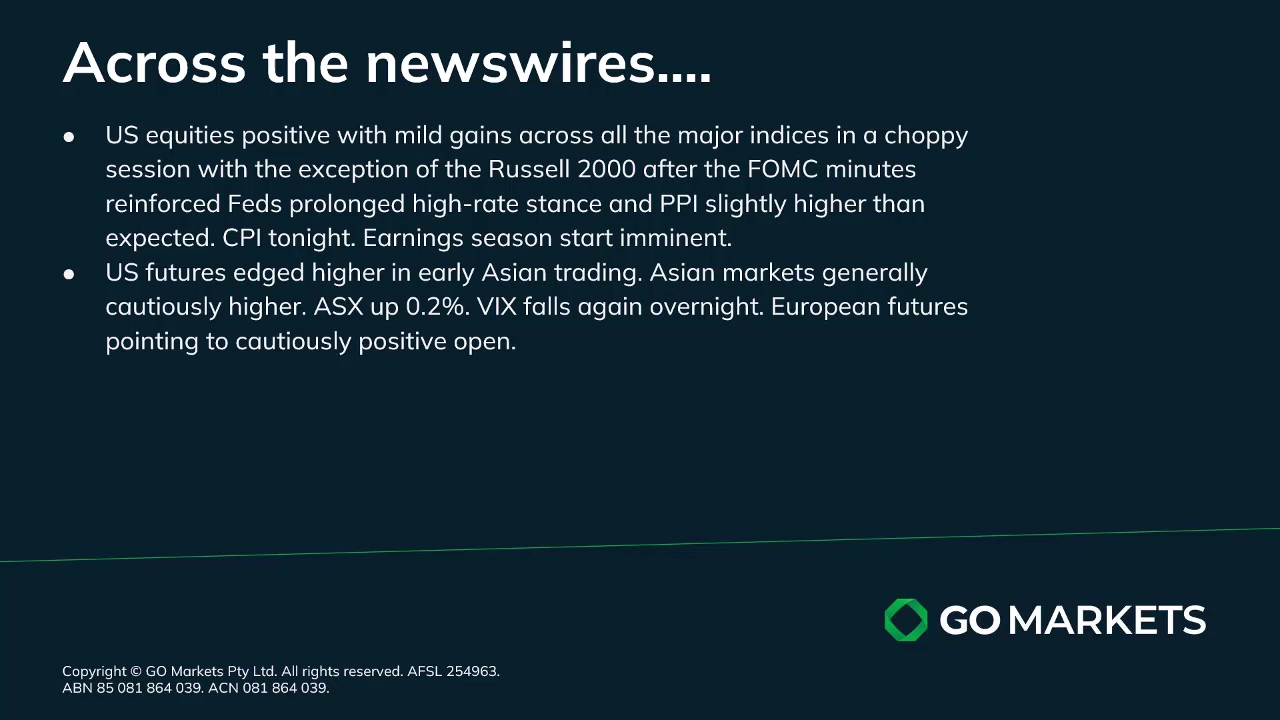 Across the newswires....
● US equities positive with mild gains across all the major indices in a choppy
session with the exception of the Russell 2000 after the FOMC minutes
reinforced Feds prolonged high-rate stance and PPI slightly higher than
expected. CPI tonight. Earnings season start imminent.
● US futures edged higher in early Asian trading. Asian markets generally
cautiously higher. ASX up 0.2%. VIX falls again overnight. European futures
pointing to cautiously positive open.
GO MARKETS
Copyright © GO Markets Pty Ltd. All rights reserved. AFSL 254963.
ABN 85 081 864 039. ACN 081 864 039.